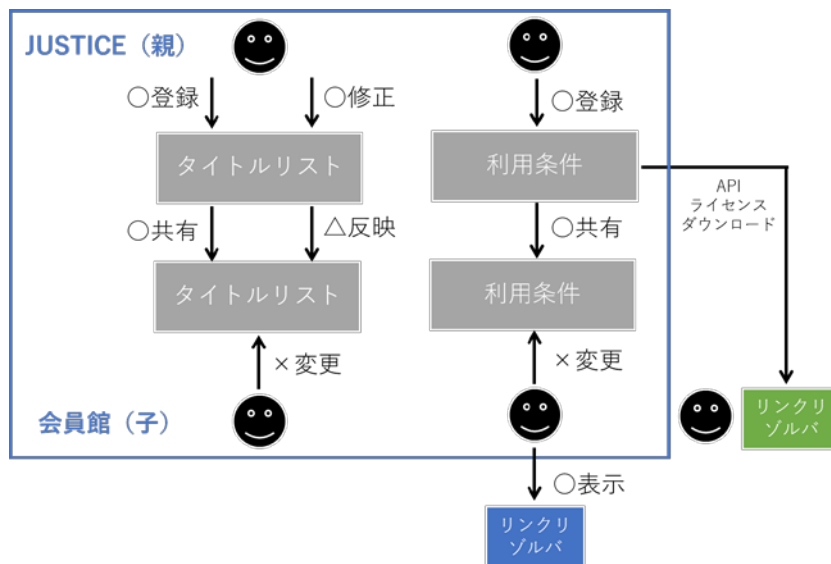 JUSTICE（親）
○登録
○修正
○登録
タイトルリスト
利用条件
API
ライセンス
ダウンロード
○共有
△反映
○共有
タイトルリスト
利用条件
×変更
×変更
会員館（子）
リンクリ
ゾルバ
○表示
リンクリ
ゾルバ